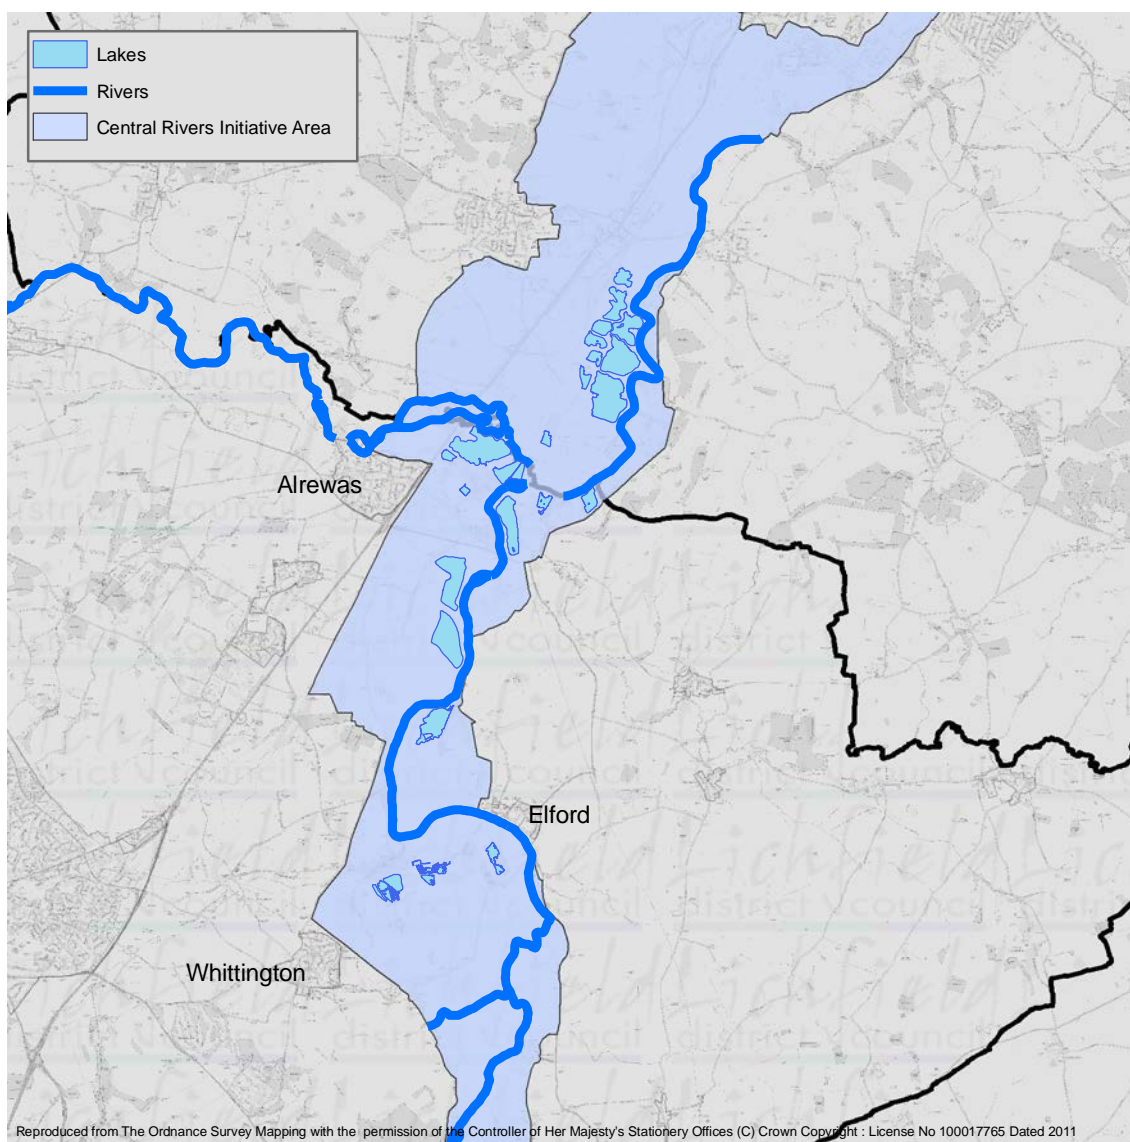 Lakes
Rivers
Central Rivers Initiative Area
Alrewas
Elford
Whittington
Reproduced from The Ordnance Survey Mapping with the permission of the Controller of Her Majesty's Stationery Offices (C) Crown Copyright : License No 100017765 Dated 2011